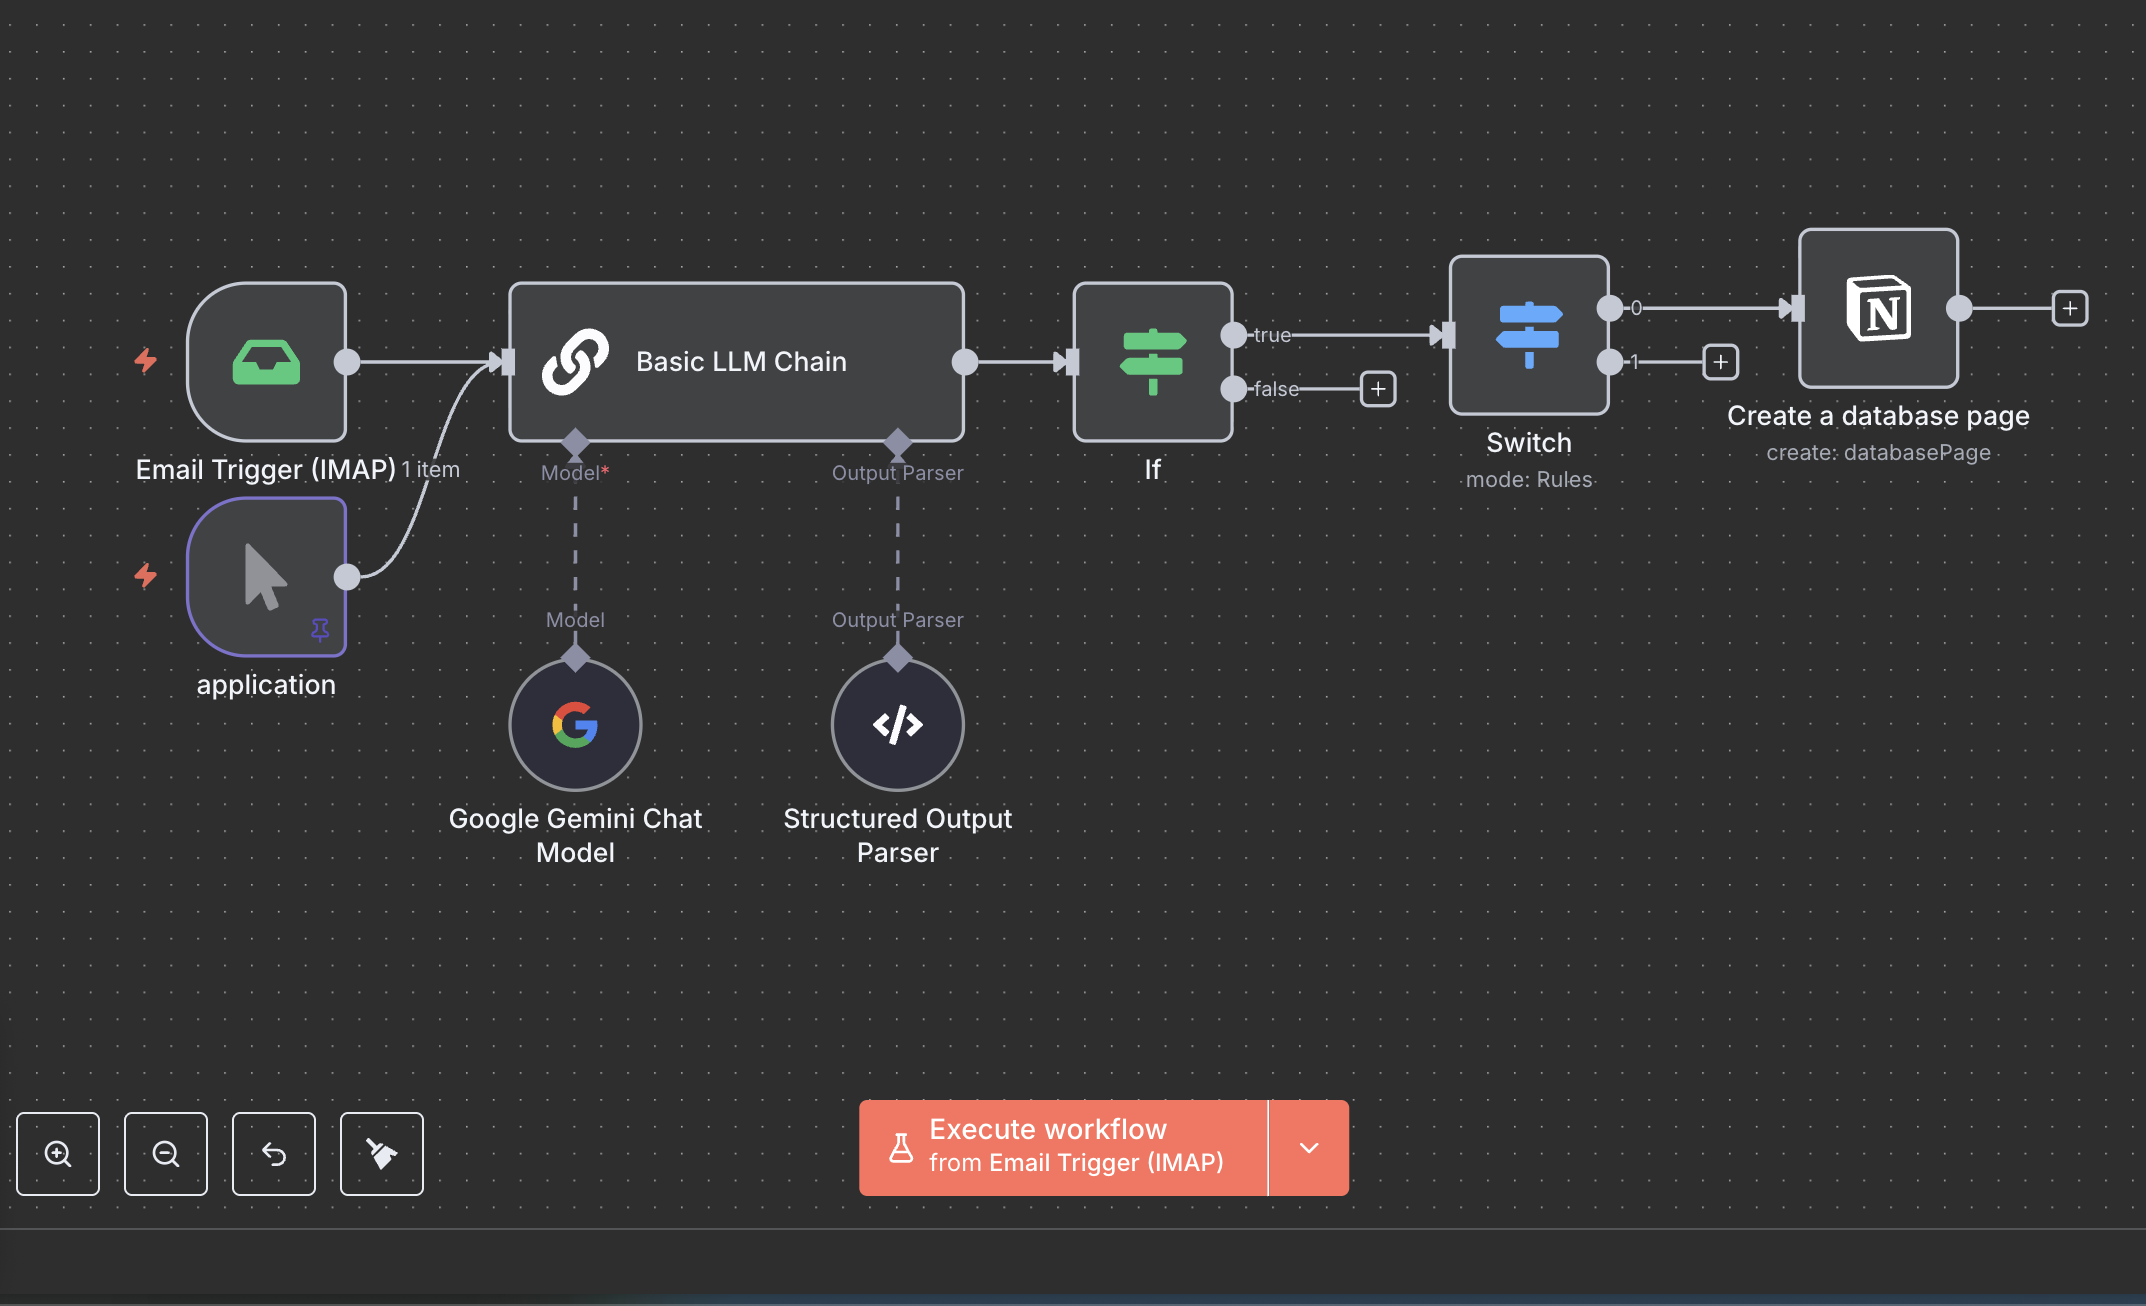 Email Trigger (IMAP)
1 item
application
Basic LLM Chain
Model*
Output Parser
Model
Output Parser
Google Gemini Chat
Model
Structured Output
Parser
If
true
false
Switch
mode: Rules
0
1
N
Create a database page
create: databasePage
Execute workflow
from Email Trigger (IMAP)